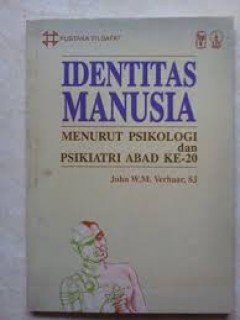 PUSTAKA FILSAFAT
IDENTITAS
MANUSIA
MENURUT PSIKOLOGI
dan
PSIKIATRI ABAD KE-20
John W.M. Verhaar, SJ